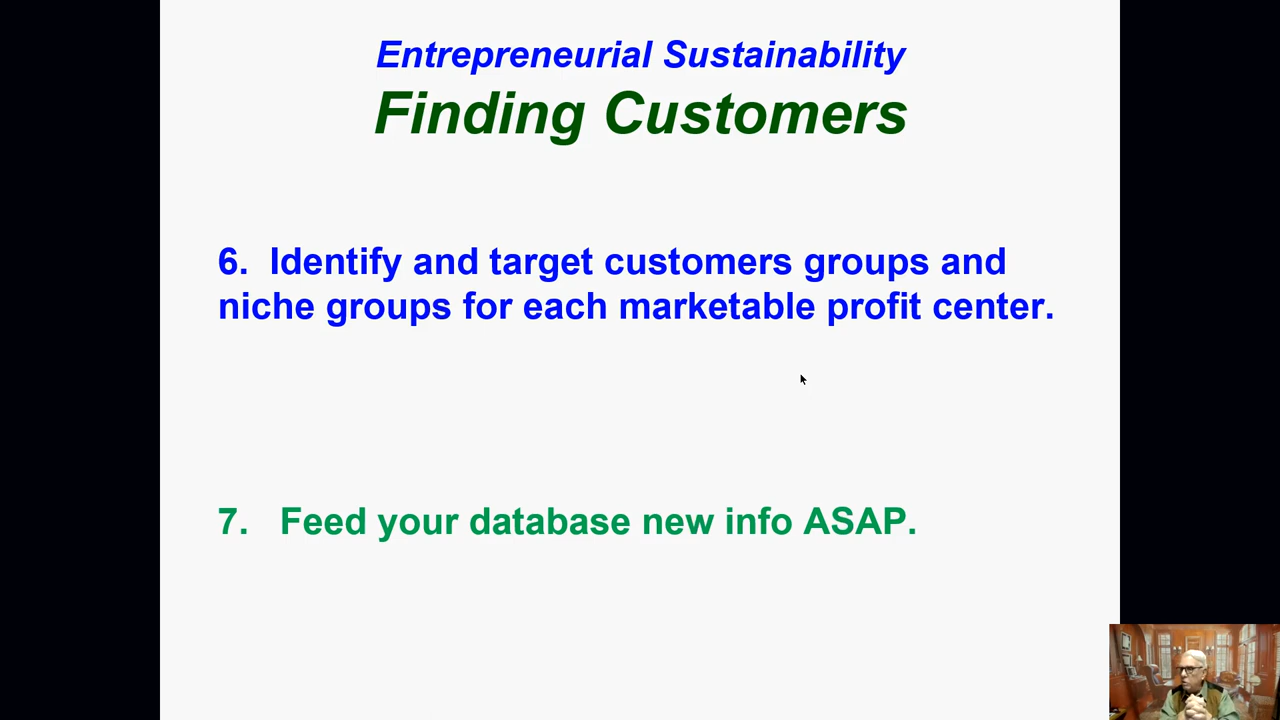 Entrepreneurial Sustainability
Finding Customers
6. Identify and target customers groups and
niche groups for each marketable profit center.
7. Feed your database new info ASAP.